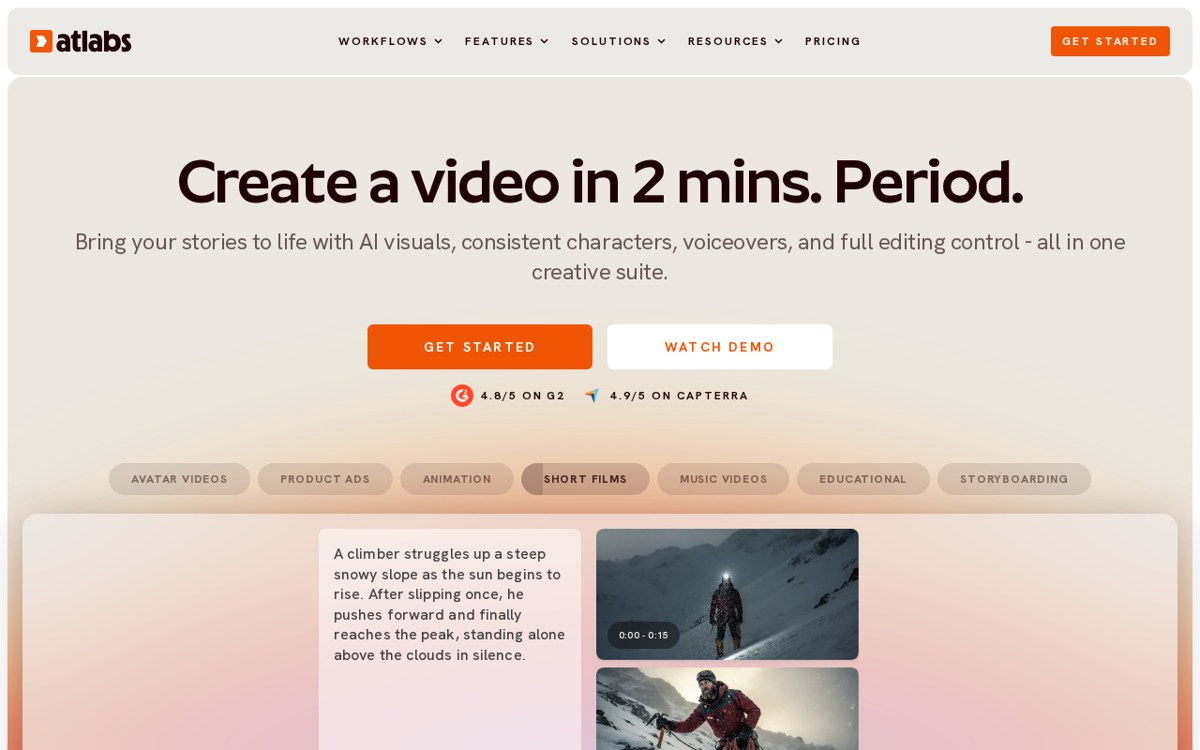 atlabs
WORKFLOWS FEATURES SOLUTIONS RESOURCES PRICING
GET STARTED
Create a video in 2 mins. Period.
Bring your stories to life with AI visuals, consistent characters, voiceovers, and full editing control - all in one
creative suite.
GET STARTED
WATCH DEMO
4.8/5 ON G2
4.9/5 ON CAPTERRA
AVATAR VIDEOS
PRODUCT ADS
ANIMATION
SHORT FILMS
MUSIC VIDEOS
EDUCATIONAL
STORYBOARDING
A climber struggles up a steep
snowy slope as the sun begins to
rise. After slipping once, he
pushes forward and finally
reaches the peak, standing alone
above the clouds in silence.
0:00 - 0:15